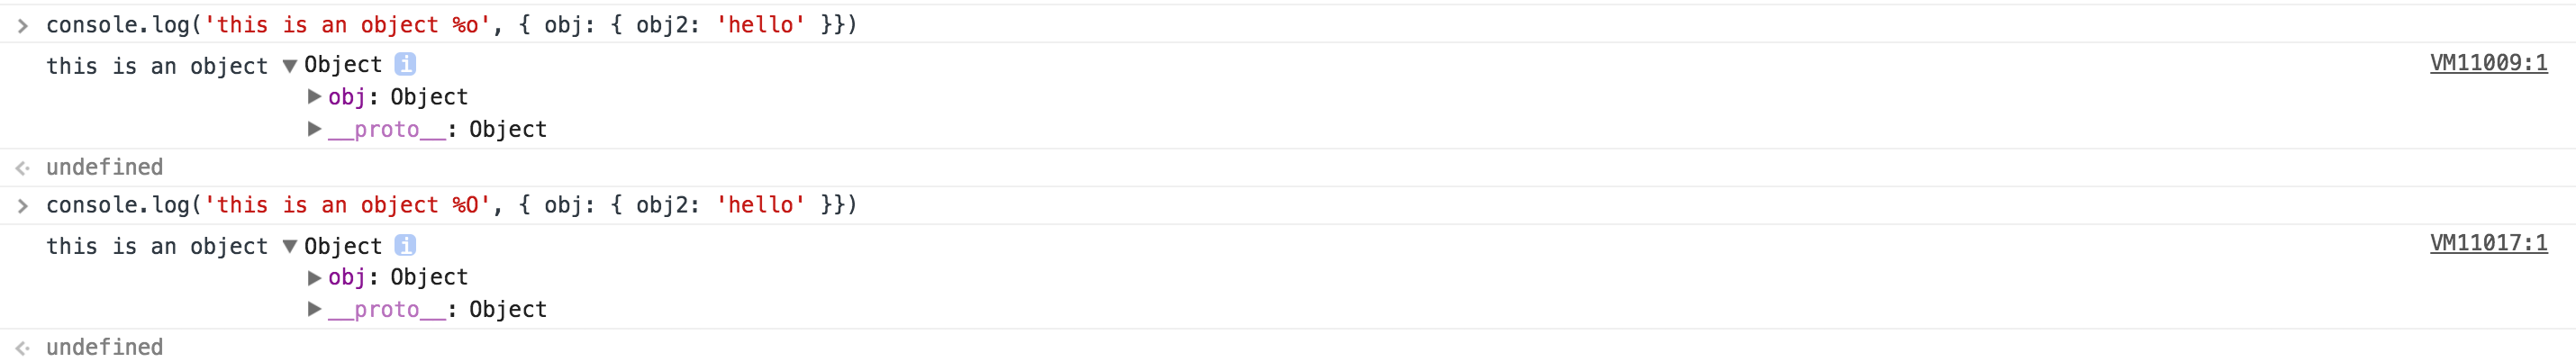 > console.log('this is an object %o', { obj: { obj2: 'hello' }})
this is an object ▼ Object i VM11009:1
▶ obj: Object
▶ __proto__: Object
undefined
> console.log('this is an object %O', { obj: { obj2: 'hello' }})
this is an object ▼ Object i VM11017:1
▶ obj: Object
▶ __proto__: Object
undefined